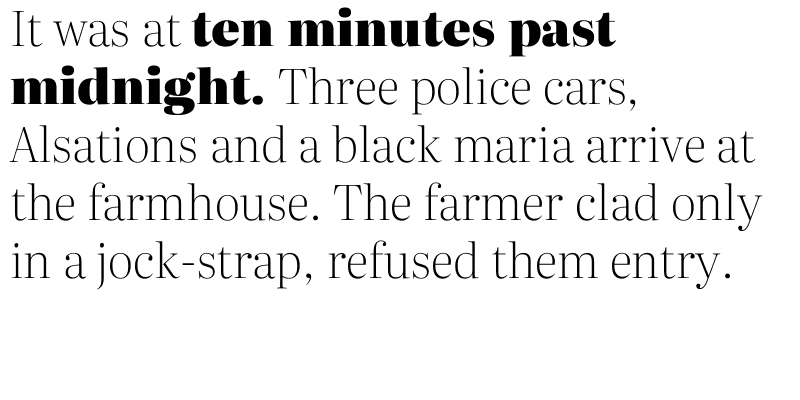 It was at ten minutes past
midnight. Three police cars,
Alsations and a black maria arrive at
the farmhouse. The farmer clad only
in a jock-strap, refused them entry.